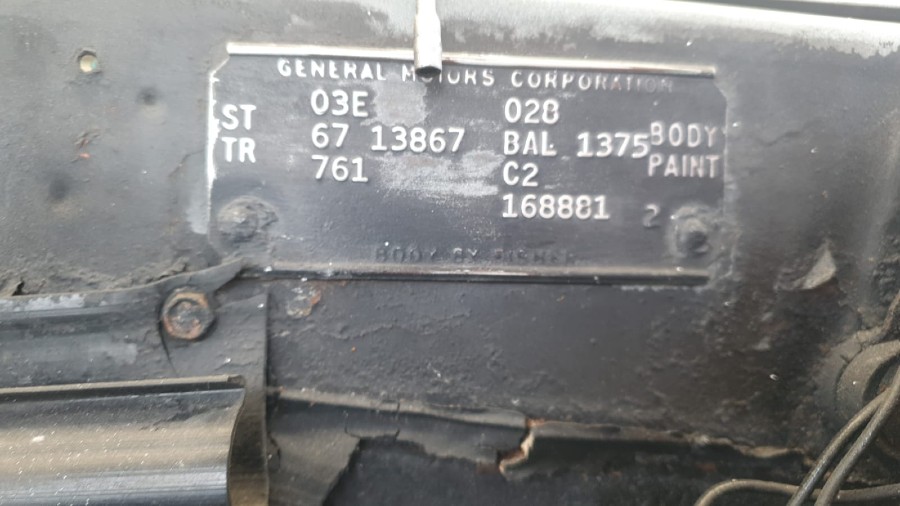 GENERAL MOTORS CORPORATION
03E 028
ST 67 13867 BAL 1375 BODY
TR 761 C2 PAINT
168881 2
BODY BY FISHER